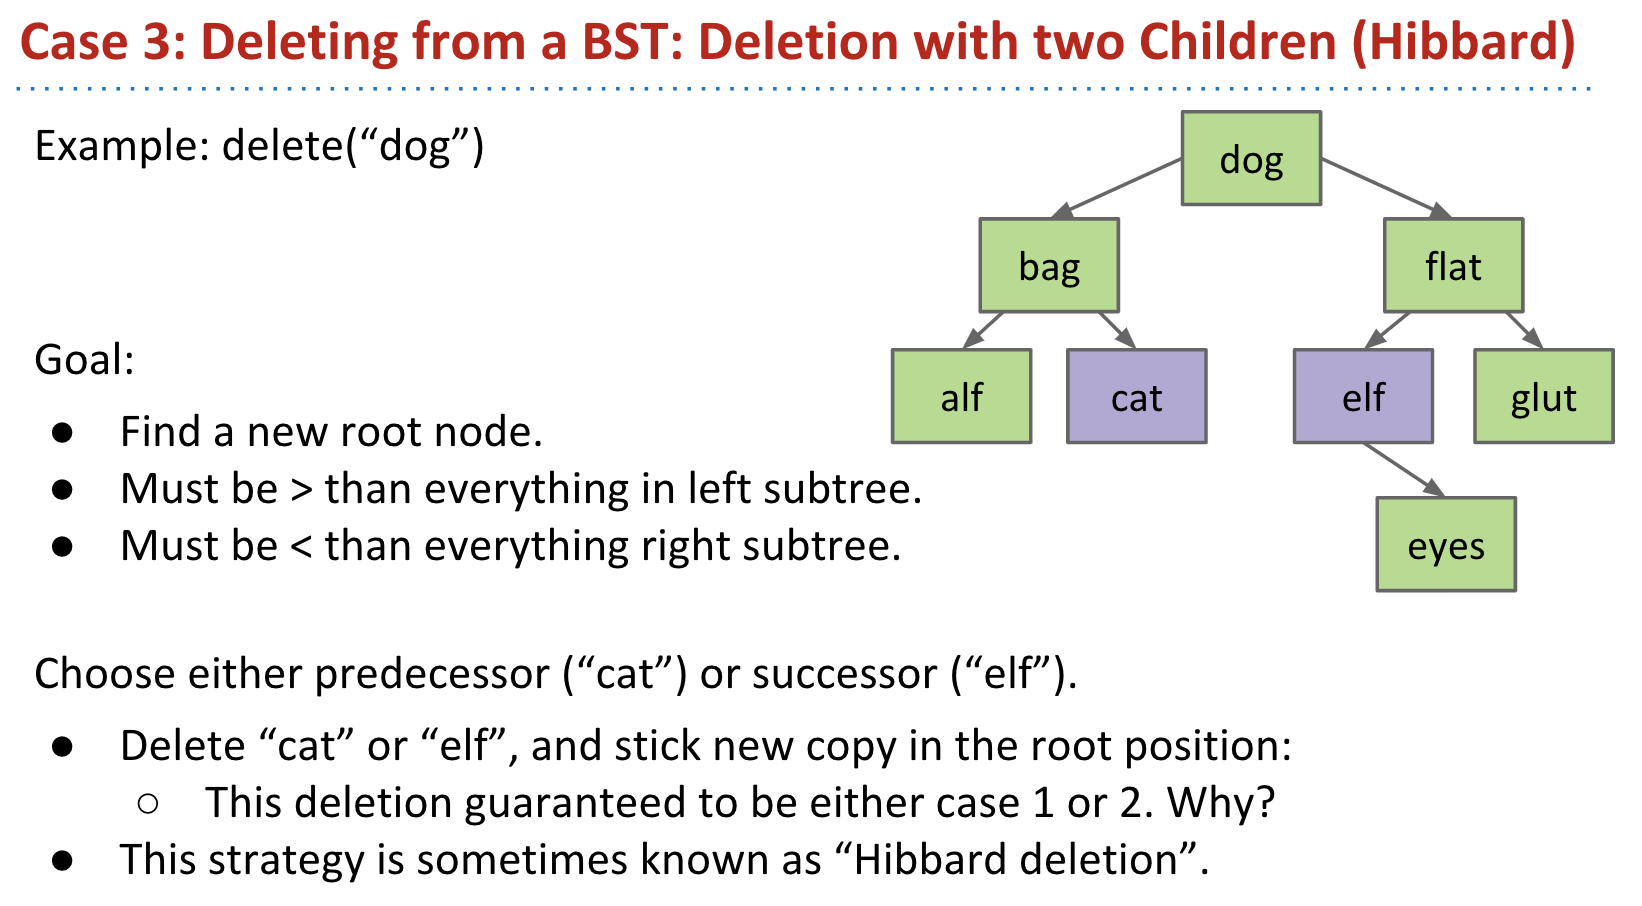 Case 3: Deleting from a BST: Deletion with two Children (Hibbard)
Example: delete(“dog”)
dog
bag
flat
alf
cat
elf
glut
eyes
Goal:
● Find a new root node.
● Must be > than everything in left subtree.
● Must be < than everything right subtree.
Choose either predecessor (“cat”) or successor (“elf”).
● Delete “cat” or “elf”, and stick new copy in the root position:
○ This deletion guaranteed to be either case 1 or 2. Why?
● This strategy is sometimes known as “Hibbard deletion”.